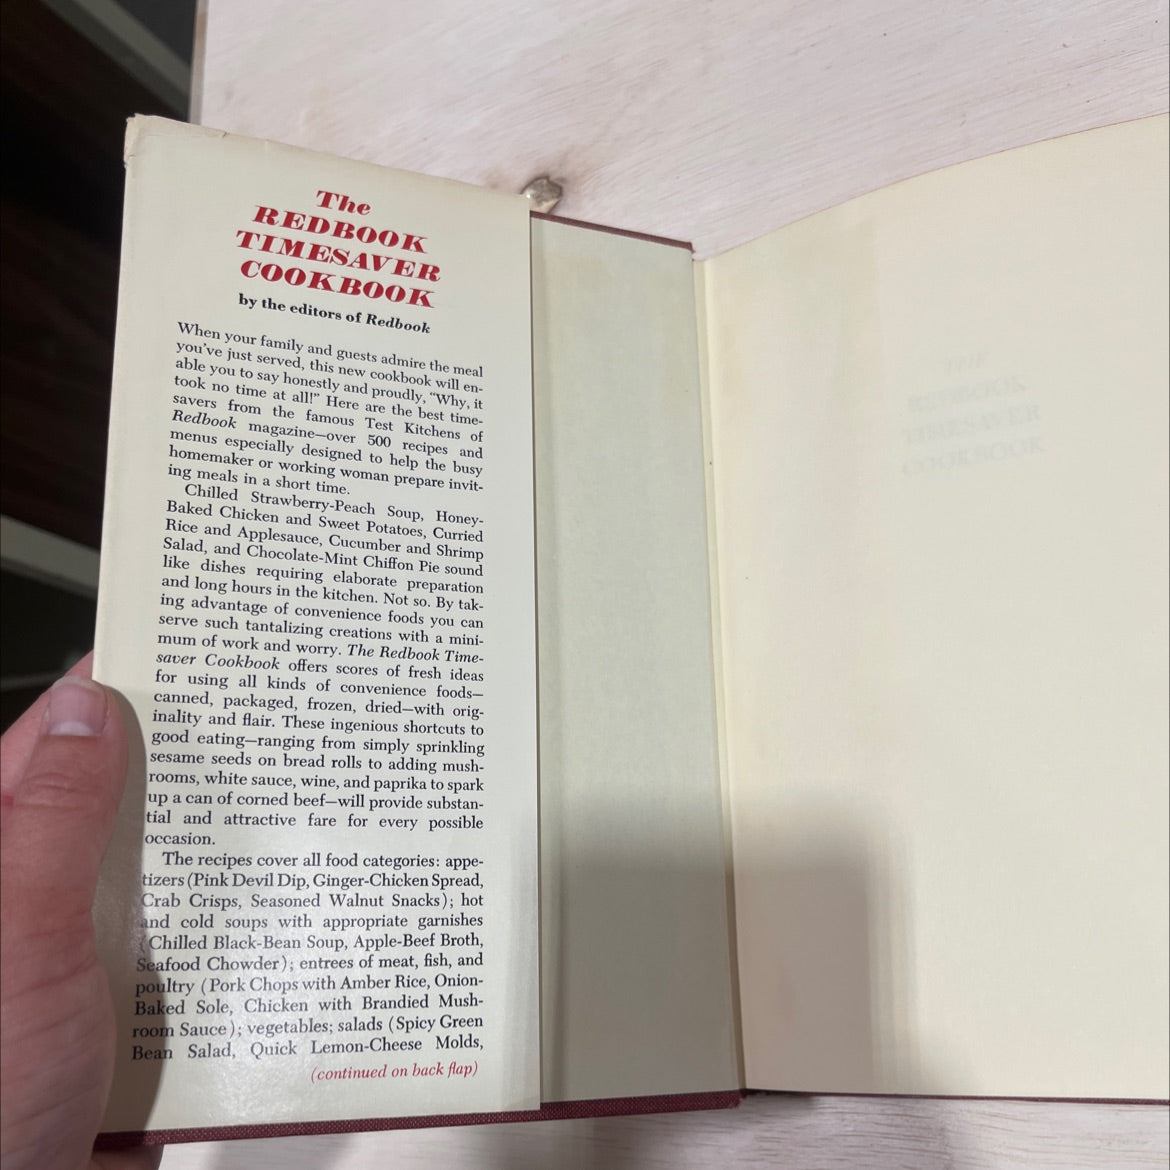 The
REDBOOK
TIMESAVER
COOKBOOK
by the editors of Redbook
When your family and guests admire the meal
you've just served, this new cookbook will en-
able you to say honestly and proudly, "Why, it
took no time at all!" Here are the best time-
savers from the famous Test Kitchens of
Redbook magazine—over 500 recipes and
menus especially designed to help the busy
homemaker or working woman prepare invit-
ing meals in a short time.
Chilled Strawberry-Peach Soup, Honey-
Baked Chicken and Sweet Potatoes, Curried
Rice and Applesauce, Cucumber and Shrimp
Salad, and Chocolate-Mint Chiffon Pie sound
like dishes requiring elaborate preparation
and long hours in the kitchen. Not so. By tak-
ing advantage of convenience foods you can
serve such tantalizing creations with a mini-
mum of work and worry. The Redbook Time-
saver Cookbook offers scores of fresh ideas
for using all kinds of convenience foods—
canned, packaged, frozen, dried—with orig-
inality and flair. These ingenious shortcuts to
good eating—ranging from simply sprinkling
sesame seeds on bread rolls to adding mush-
rooms, white sauce, wine, and paprika to spark
up a can of corned beef—will provide substan-
tial and attractive fare for every possible
occasion.
The recipes cover all food categories: appe-
tizers (Pink Devil Dip, Ginger-Chicken Spread,
Crab Crisps, Seasoned Walnut Snacks); hot
and cold soups with appropriate garnishes
(Chilled Black-Bean Soup, Apple-Beef Broth,
Seafood Chowder); entrees of meat, fish, and
poultry (Pork Chops with Amber Rice, Onion-
Baked Sole, Chicken with Brandied Mush-
room Sauce); vegetables; salads (Spicy Green
Bean Salad, Quick Lemon-Cheese Molds,
(continued on back flap)
THE
REDBOOK
TIMESAVER
COOKBOOK